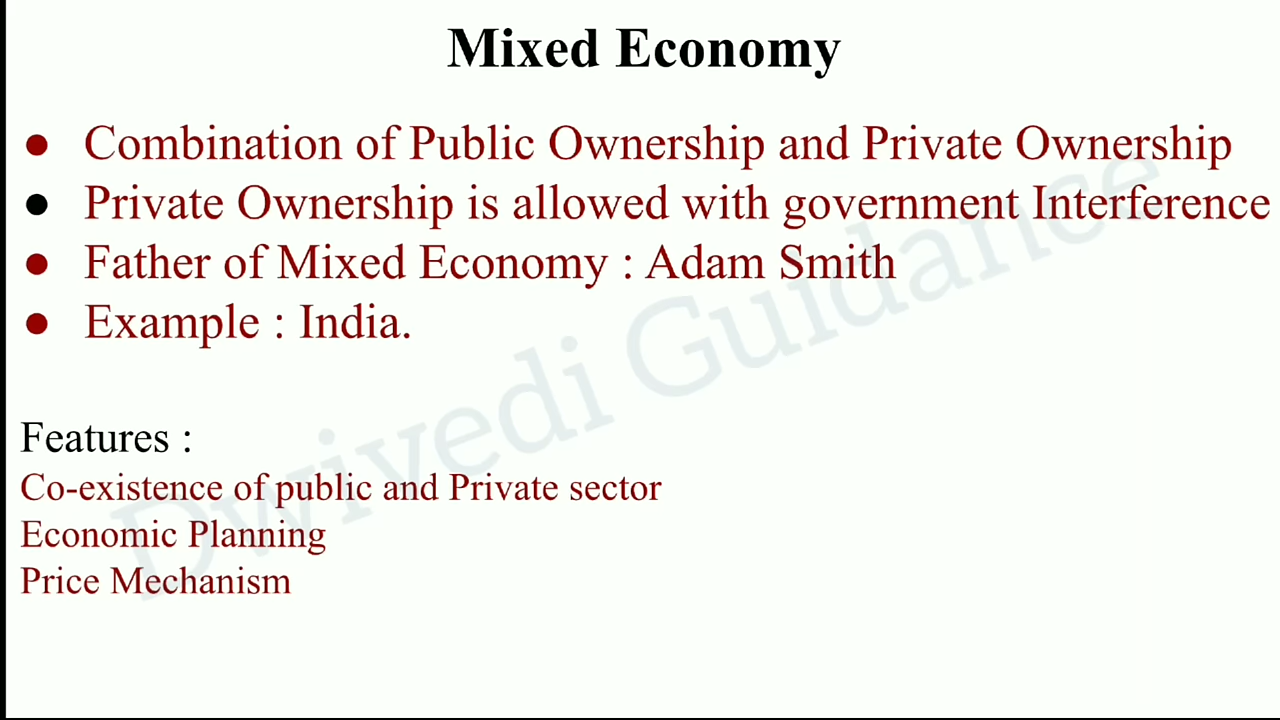 Mixed Economy
● Combination of Public Ownership and Private Ownership
● Private Ownership is allowed with government Interference
● Father of Mixed Economy : Adam Smith
● Example : India.
Features :
Co-existence of public and Private sector
Economic Planning
Price Mechanism
Dwivedi Guidance